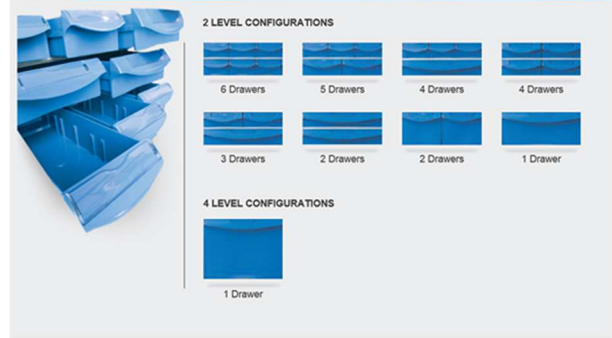 2 LEVEL CONFIGURATIONS
6 Drawers
5 Drawers
4 Drawers
4 Drawers
3 Drawers
2 Drawers
2 Drawers
1 Drawer
4 LEVEL CONFIGURATIONS
1 Drawer